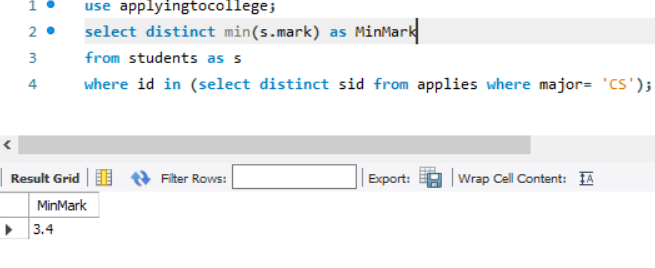 1 use applyingtocollege;
2 select distinct min(s.mark) as MinMark
3 from students as s
4 where id in (select distinct sid from applies where major= 'CS');
Result Grid Filter Rows: Export: Wrap Cell Content: IA
MinMark
3.4